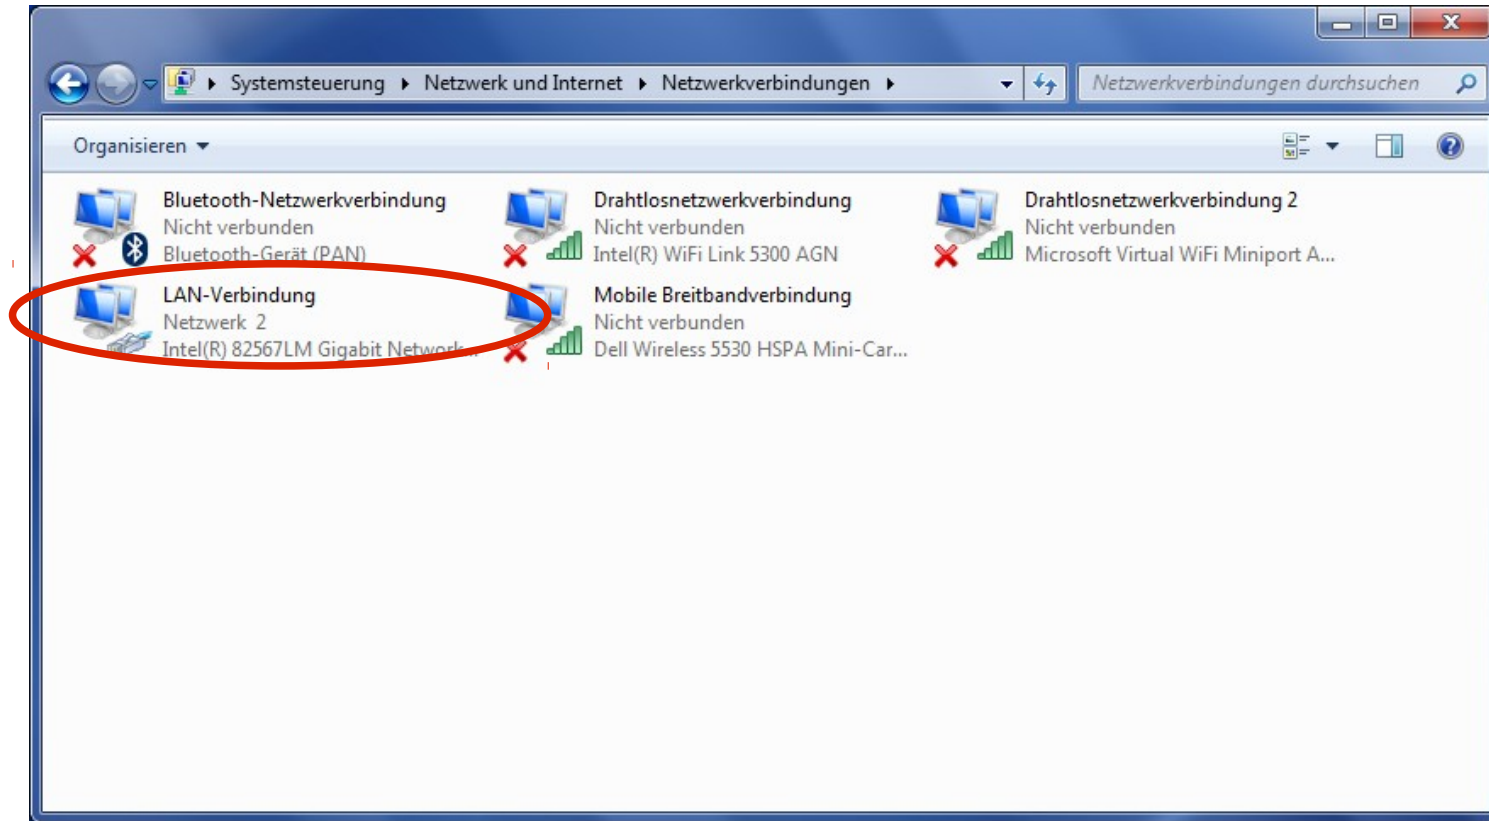 Systemsteuerung Netzwerk und Internet Netzwerkverbindungen
Netzwerkverbindungen durchsuchen
Organisieren
Bluetooth-Netzwerkverbindung
Nicht verbunden
Bluetooth-Gerät (PAN)
Drahtlosnetzwerkverbindung
Nicht verbunden
Intel(R) WiFi Link 5300 AGN
Drahtlosnetzwerkverbindung 2
Nicht verbunden
Microsoft Virtual WiFi Miniport A...
LAN-Verbindung
Netzwerk 2
Intel(R) 82567LM Gigabit Network...
Mobile Breitbandverbindung
Nicht verbunden
Dell Wireless 5530 HSPA Mini-Car...